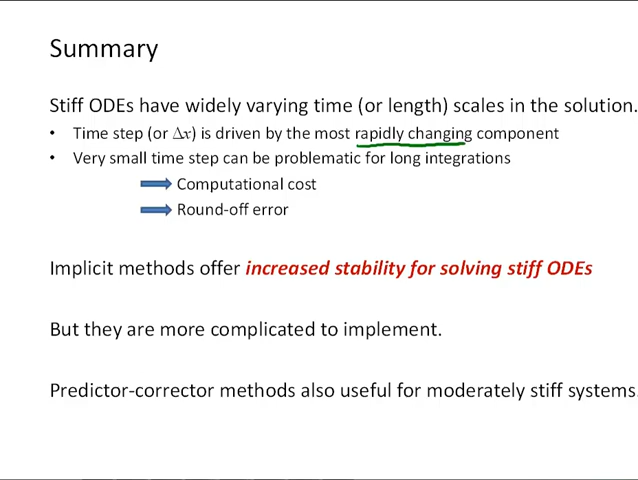 Summary
Stiff ODEs have widely varying time (or length) scales in the solution.
• Time step (or Δx) is driven by the most rapidly changing component
• Very small time step can be problematic for long integrations
Computational cost
Round-off error
Implicit methods offer increased stability for solving stiff ODEs
But they are more complicated to implement.
Predictor-corrector methods also useful for moderately stiff systems.